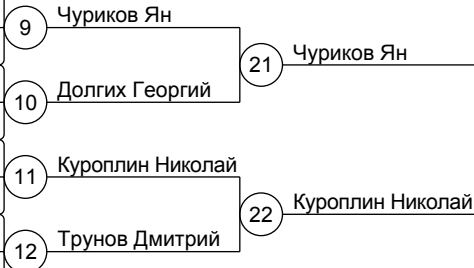 9 Чуриков Ян
21 Чуриков Ян
10 Долгих Георгий
11 Куроплин Николай
22 Куроплин Николай
12 Трунов Дмитрий